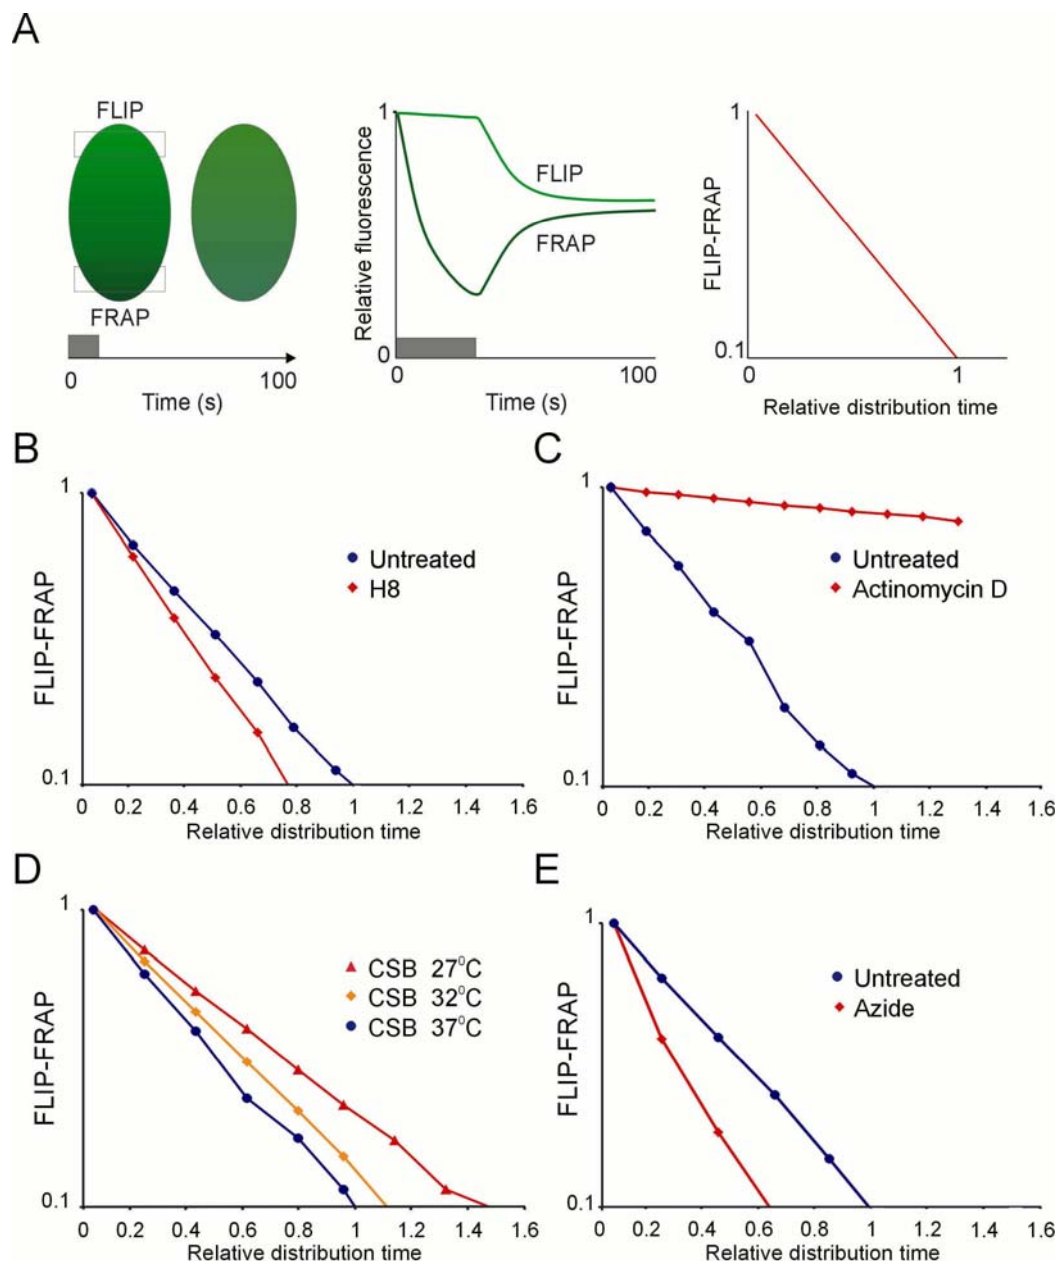 A
FLIP
FRAP
0
100
Time (s)
1
Relative fluorescence
FLIP
FRAP
0
0
100
Time (s)
1
FLIP-FRAP
0.1
0
1
Relative distribution time
B
1
Untreated
H8
FLIP-FRAP
0.1
0 0.2 0.4 0.6 0.8 1 1.2 1.4 1.6
Relative distribution time
C
1
Untreated
Actinomycin D
FLIP-FRAP
0.1
0 0.2 0.4 0.6 0.8 1 1.2 1.4 1.6
Relative distribution time
D
1
CSB 27⁰C
CSB 32⁰C
CSB 37⁰C
FLIP-FRAP
0.1
0 0.2 0.4 0.6 0.8 1 1.2 1.4 1.6
Relative distribution time
E
1
Untreated
Azide
FLIP-FRAP
0.1
0 0.2 0.4 0.6 0.8 1 1.2 1.4 1.6
Relative distribution time